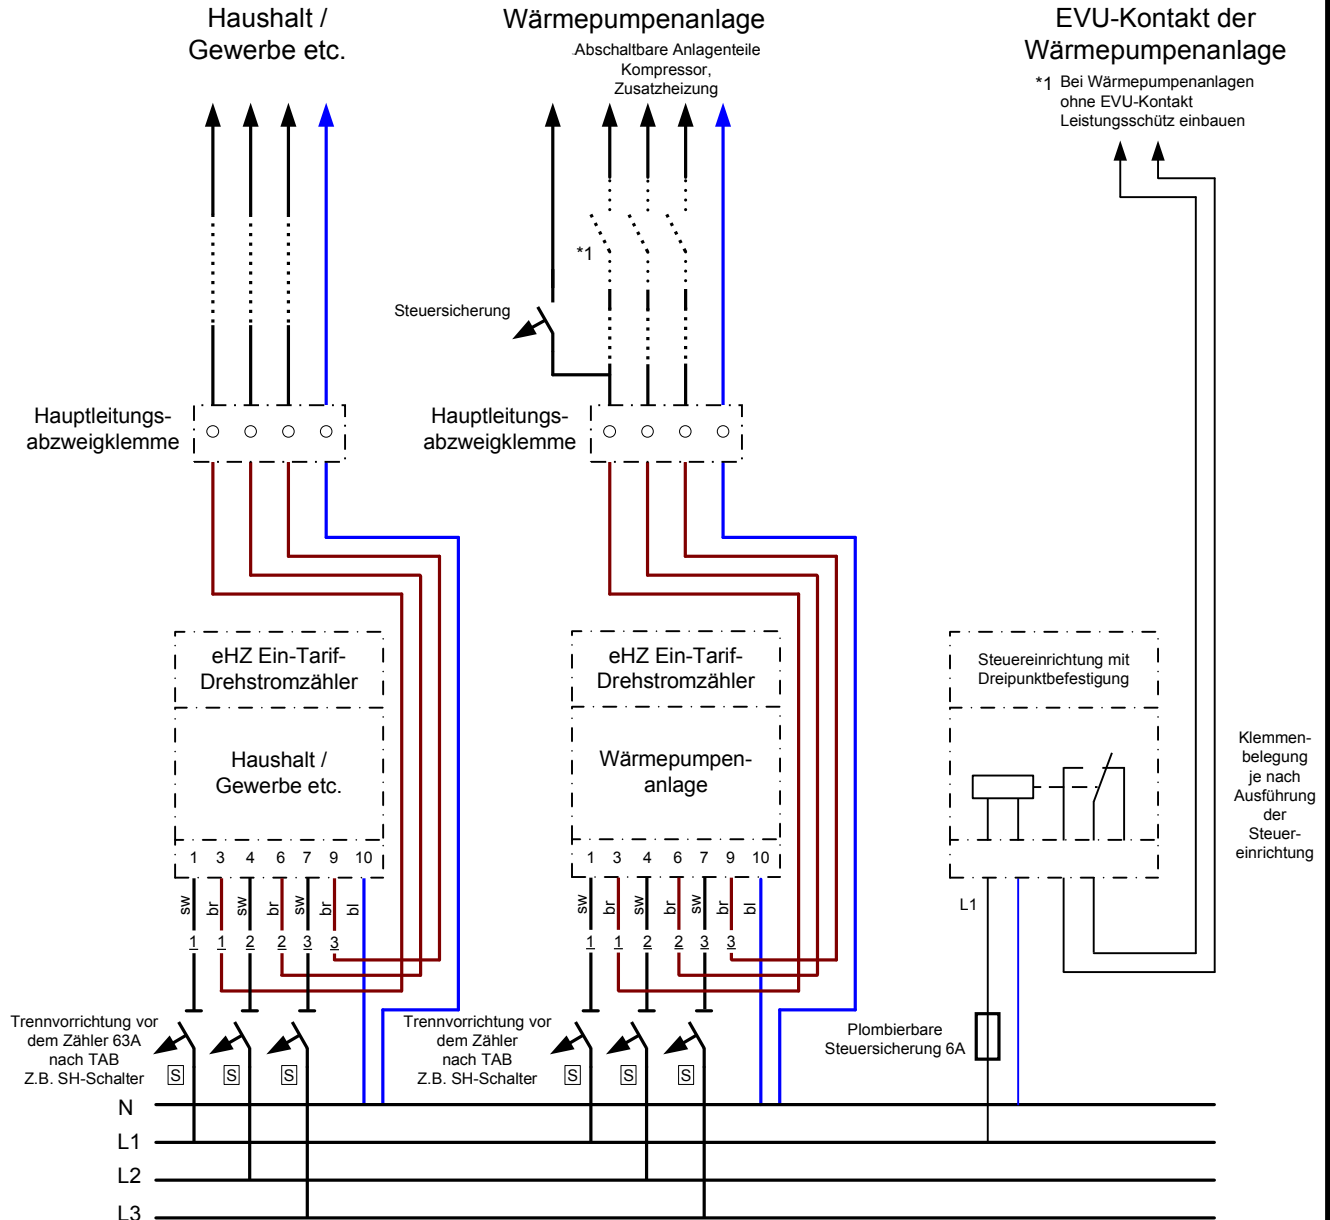 Haushalt /
Gewerbe etc.
Wärmepumpenanlage
Abschaltbare Anlagenteile
Kompressor,
Zusatzheizung
EVU-Kontakt der
Wärmepumpenanlage
*1 Bei Wärmepumpenanlagen
ohne EVU-Kontakt
Leistungsschütz einbauen
*1
Steuersicherung
Hauptleitungs-
abzweigklemme
Hauptleitungs-
abzweigklemme
eHZ Ein-Tarif-
Drehstromzähler
Haushalt /
Gewerbe etc.
1 3 4 6 7 9 10
sw br sw br sw br bl
1 1 2 2 3 3
eHZ Ein-Tarif-
Drehstromzähler
Wärmepumpen-
anlage
1 3 4 6 7 9 10
sw br sw br sw br bl
1 1 2 2 3 3
Steuereinrichtung mit
Dreipunktbefestigung
Klemmen-
belegung
je nach
Ausführung
der
Steuer-
einrichtung
L1
Trennvorrichtung vor
dem Zähler 63A
nach TAB
Z.B. SH-Schalter
S S S
Trennvorrichtung vor
dem Zähler
nach TAB
Z.B. SH-Schalter
S S S
Plombierbare
Steuersicherung 6A
N
L1
L2
L3